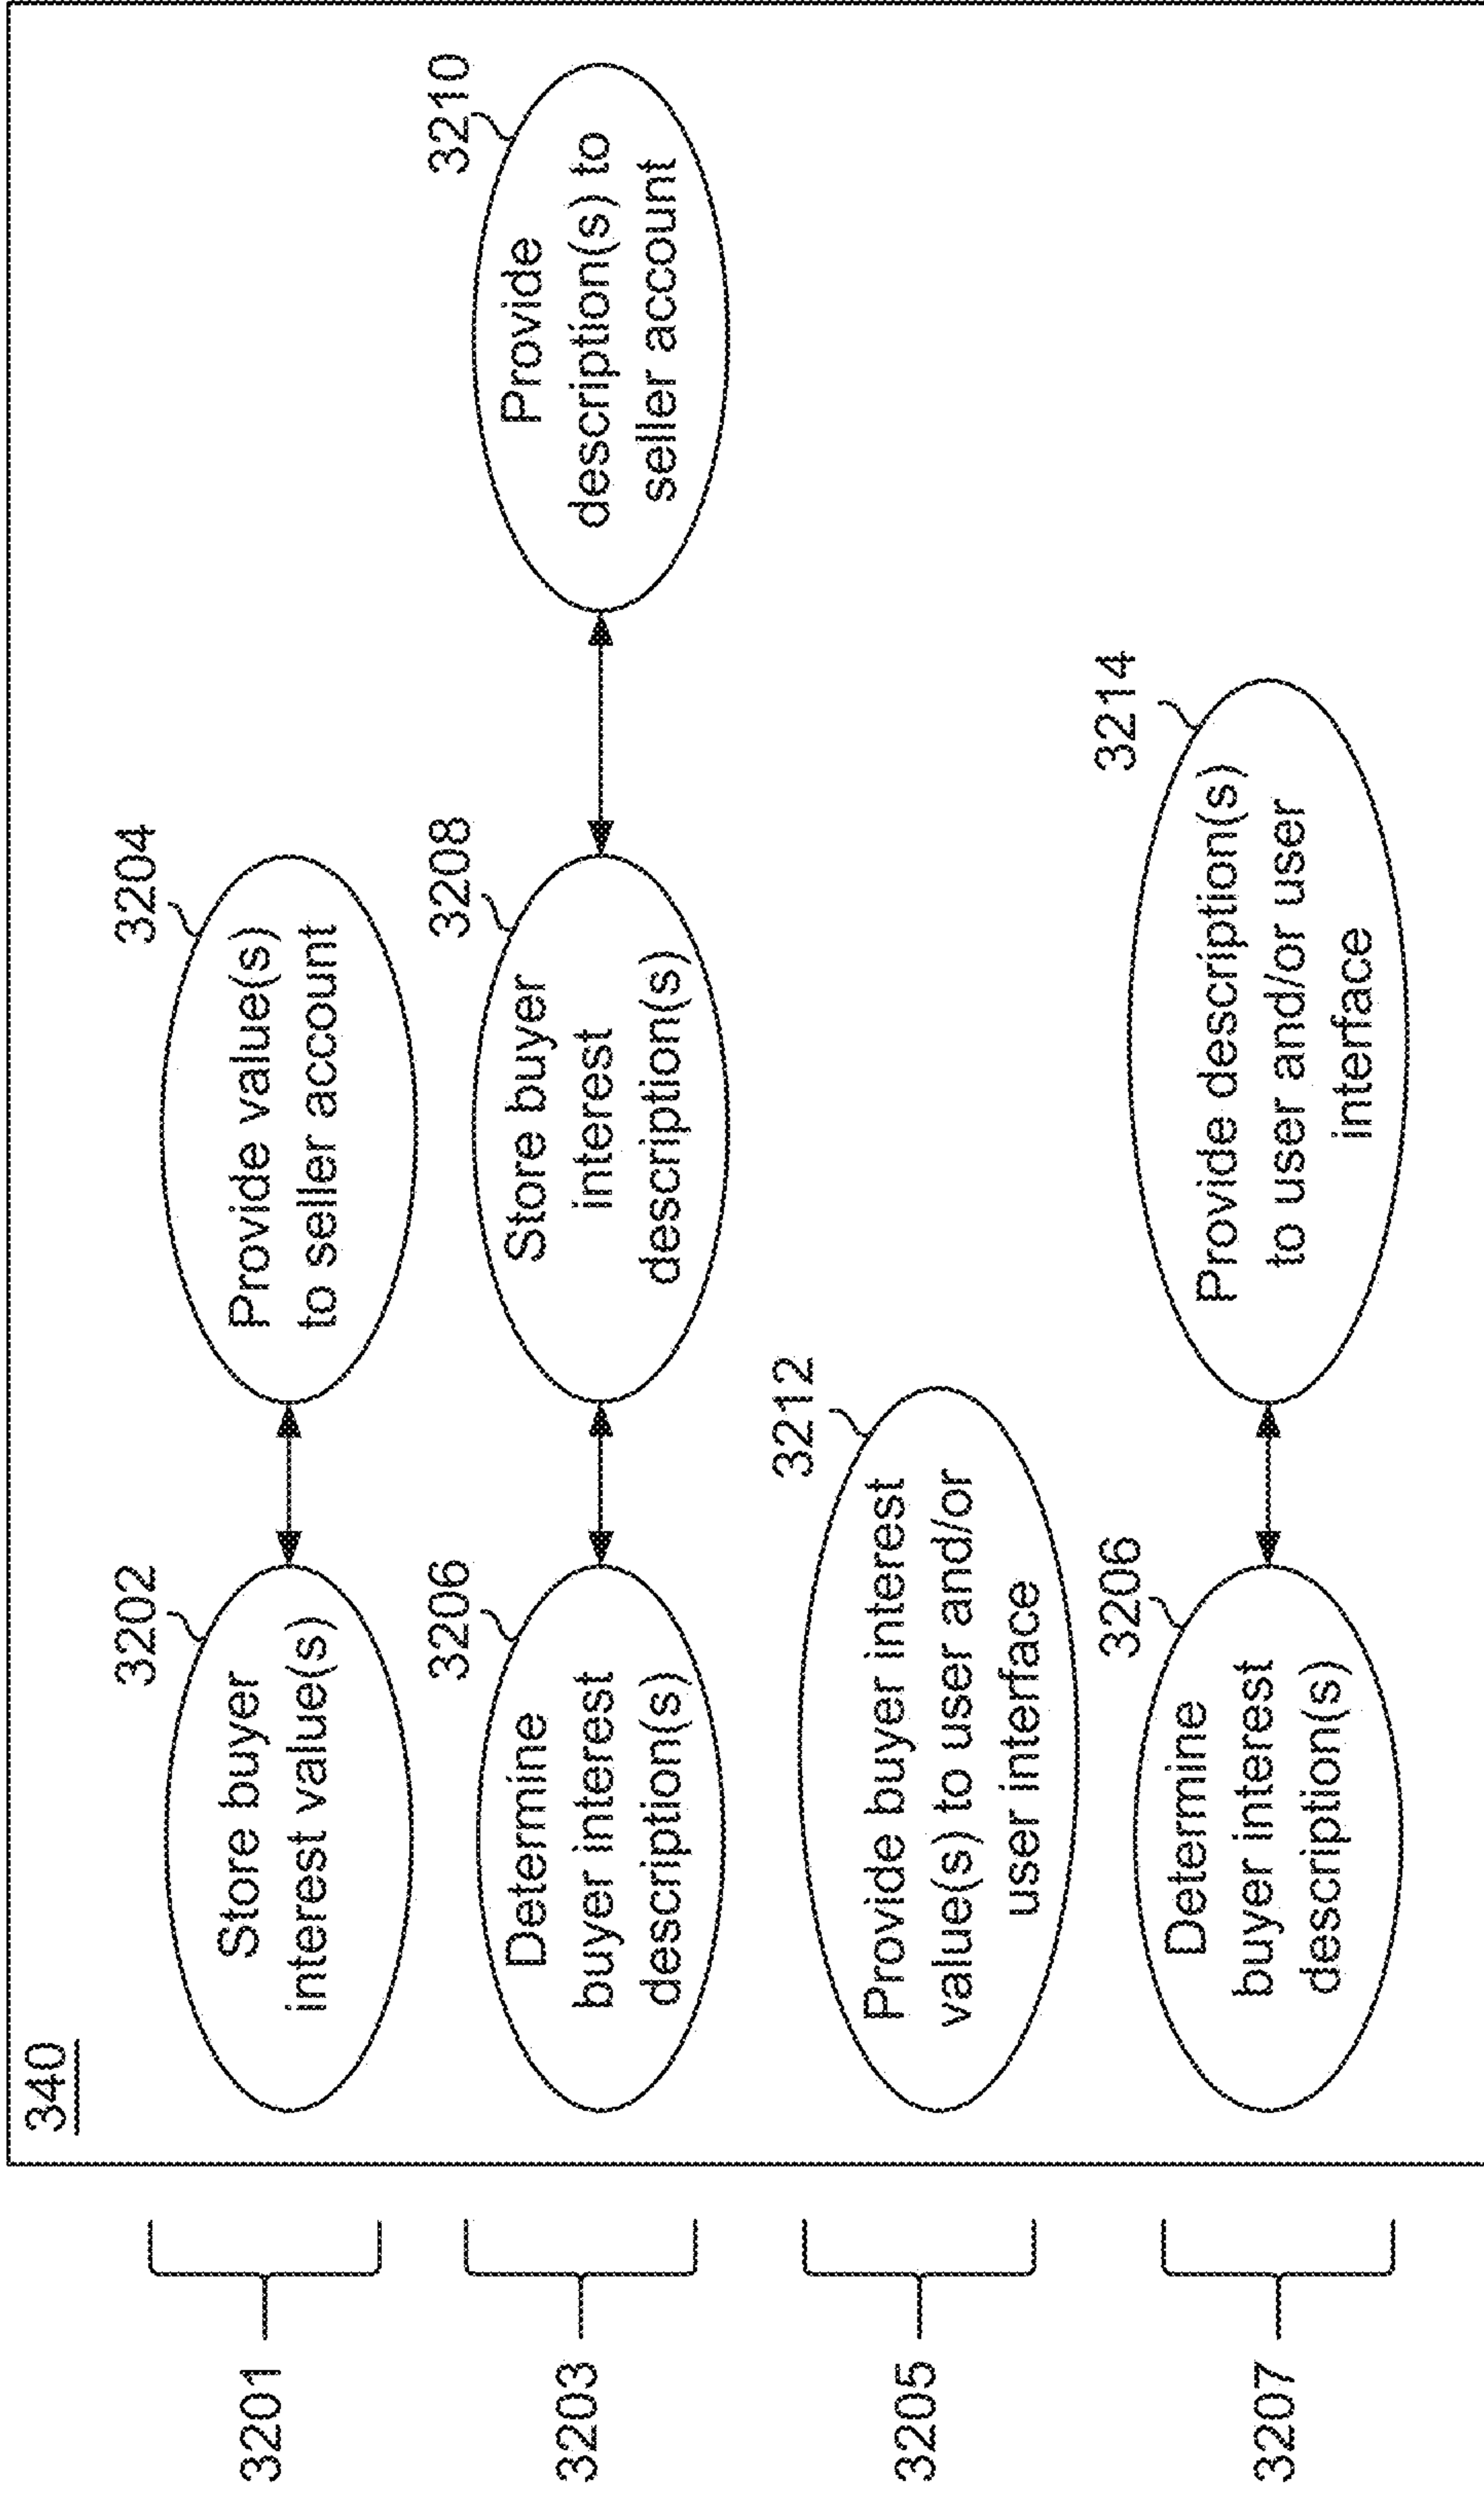 340
3201
3202
Store buyer
interest value(s)
3204
Provide value(s)
to seller account
3203
3206
Determine
buyer interest
description(s)
3208
Store buyer
interest
description(s)
3210
Provide
description(s) to
seller account
3205
3212
Provide buyer interest
value(s) to user and/or
user interface
3207
3206
Determine
buyer interest
description(s)
3214
Provide description(s)
to user and/or user
interface